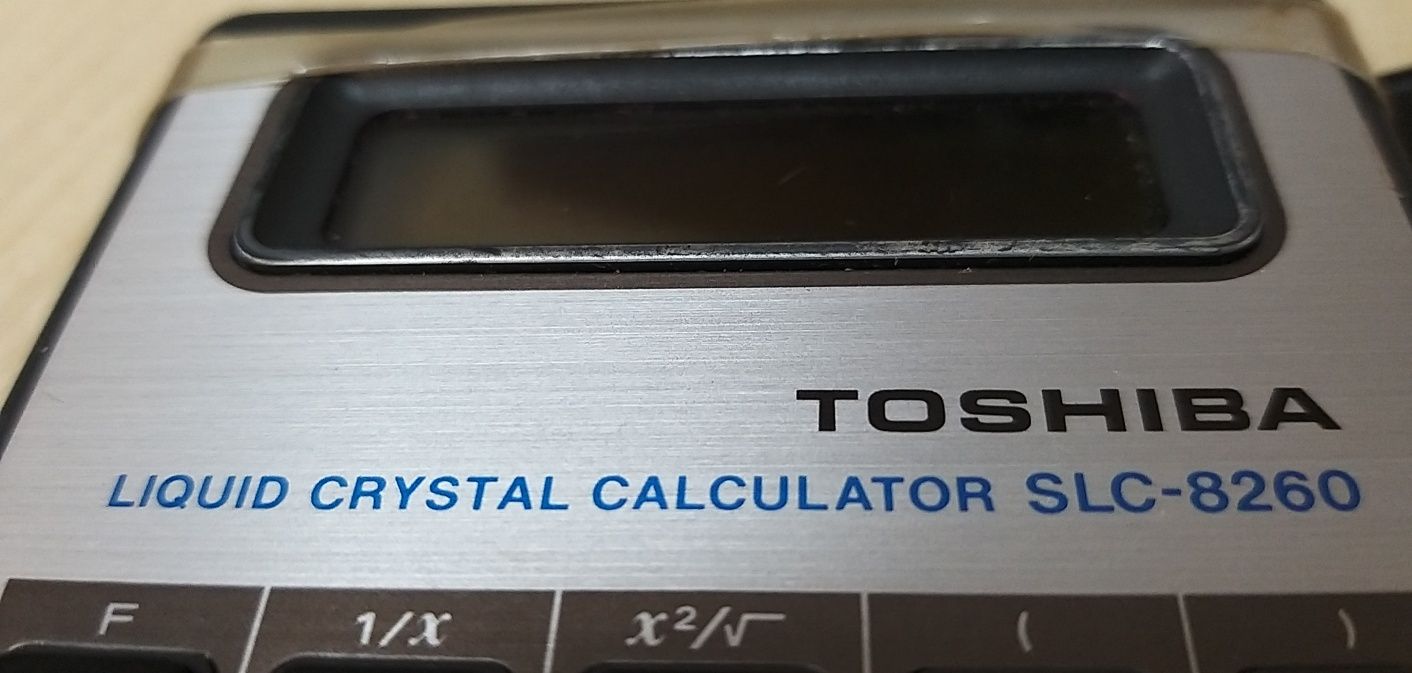 TOSHIBA
LIQUID CRYSTAL CALCULATOR SLC-8260
F 1/X X²/√ ( )